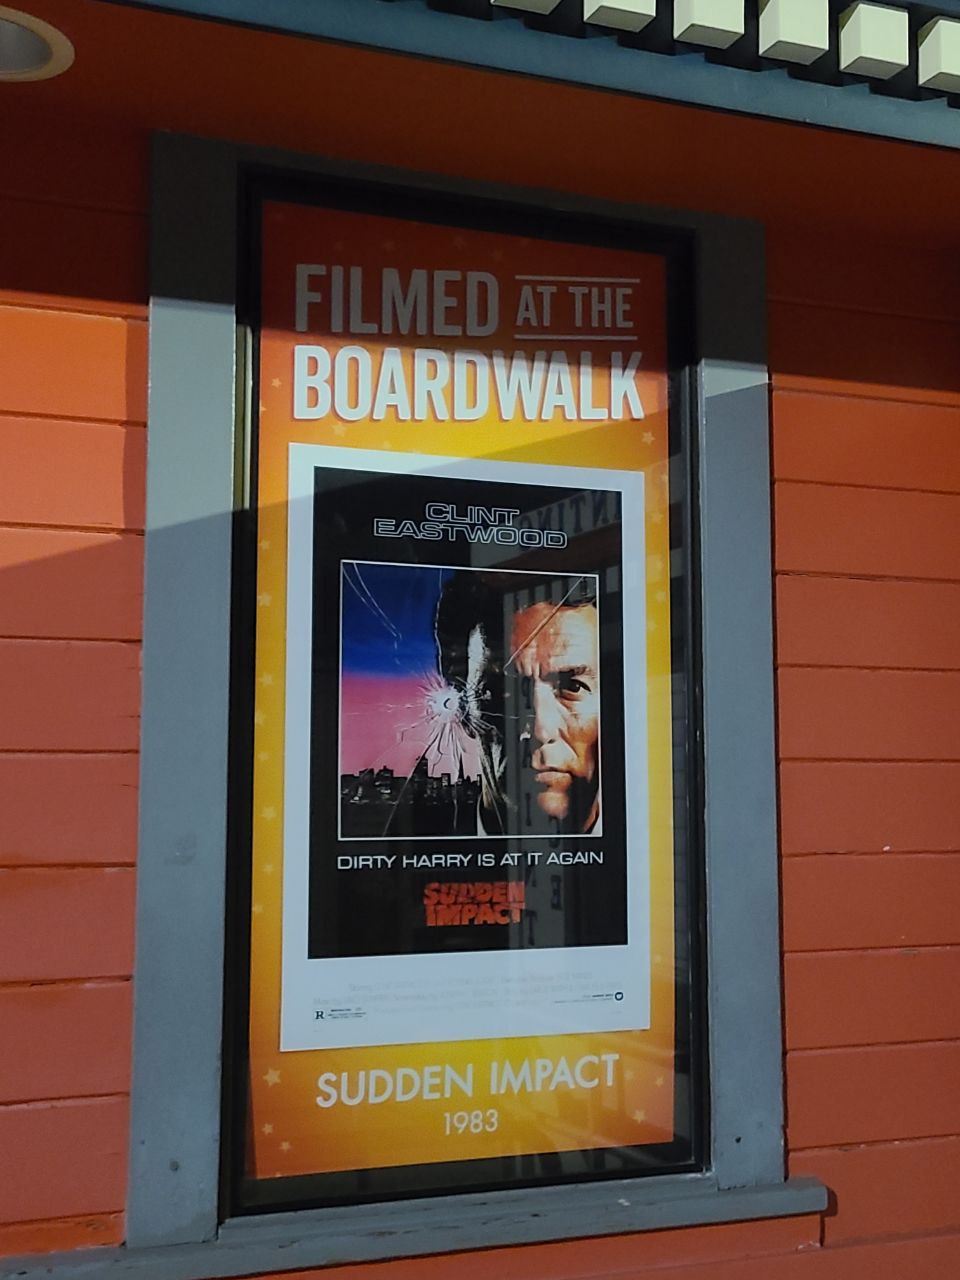 FILMED AT THE
BOARDWALK
CLINT
EASTWOOD
DIRTY HARRY IS AT IT AGAIN
SUDDEN
IMPACT
R
SUDDEN IMPACT
1983